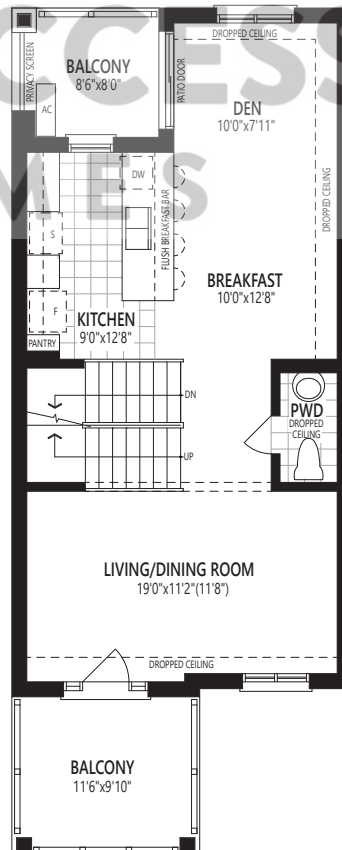 CCESS
MES
DROPPED CEILING
BALCONY
8'6"x8'0"
PRIVACY SCREEN
PATIO DOOR
AC
DEN
10'0"x7'11"
DROPPED CEILING
DW
FLUSH BREAKFAST BAR
S
BREAKFAST
10'0"x12'8"
F
KITCHEN
9'0"x12'8"
PANTRY
DN
PWD
DROPPED
CEILING
UP
LIVING/DINING ROOM
19'0"x11'2"(11'8")
DROPPED CEILING
BALCONY
11'6"x9'10"